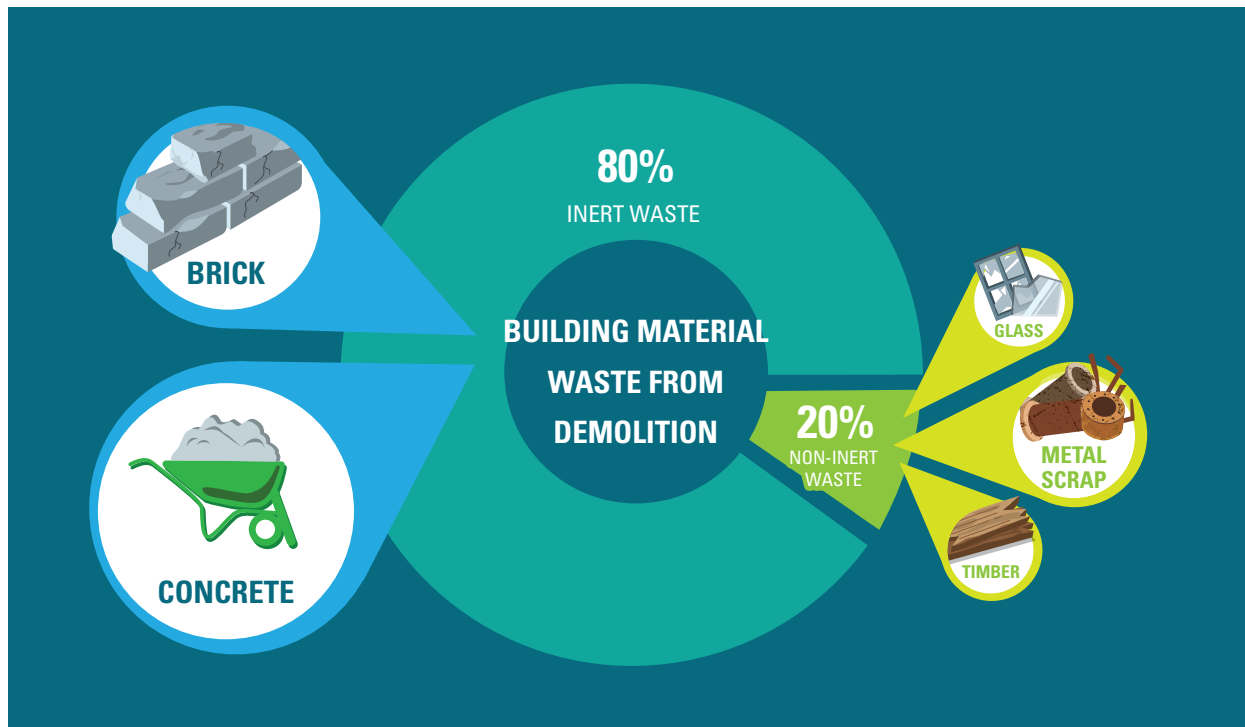 80%
INERT WASTE
BRICK
BUILDING MATERIAL
WASTE FROM
DEMOLITION
CONCRETE
20%
NON-INERT
WASTE
GLASS
METAL
SCRAP
TIMBER